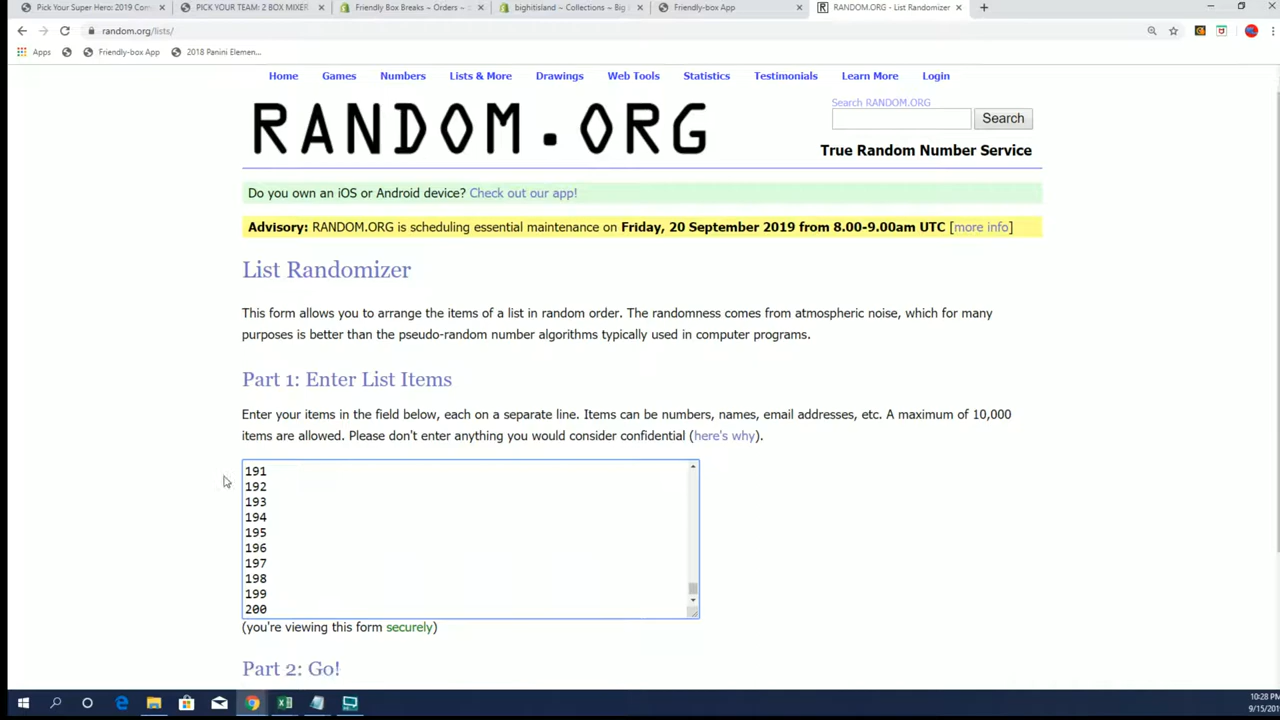 Pick Your Super Hero: 2019 Com
PICK YOUR TEAM: 2 BOX MIXER
Friendly Box Breaks ~ Orders ~
bighitisland ~ Collections ~ Big
Friendly-box App
RANDOM.ORG - List Randomizer
random.org/lists/
Apps
Friendly-box App
2018 Panini Elemen...
Home Games Numbers Lists & More Drawings Web Tools Statistics Testimonials Learn More Login
RANDOM.ORG
Search RANDOM.ORG
Search
True Random Number Service
Do you own an iOS or Android device? Check out our app!
Advisory: RANDOM.ORG is scheduling essential maintenance on Friday, 20 September 2019 from 8.00-9.00am UTC [more info]
List Randomizer
This form allows you to arrange the items of a list in random order. The randomness comes from atmospheric noise, which for many
purposes is better than the pseudo-random number algorithms typically used in computer programs.
Part 1: Enter List Items
Enter your items in the field below, each on a separate line. Items can be numbers, names, email addresses, etc. A maximum of 10,000
items are allowed. Please don't enter anything you would consider confidential (here's why).
191
192
193
194
195
196
197
198
199
200
(you're viewing this form securely)
Part 2: Go!
10:28 PM
9/15/201